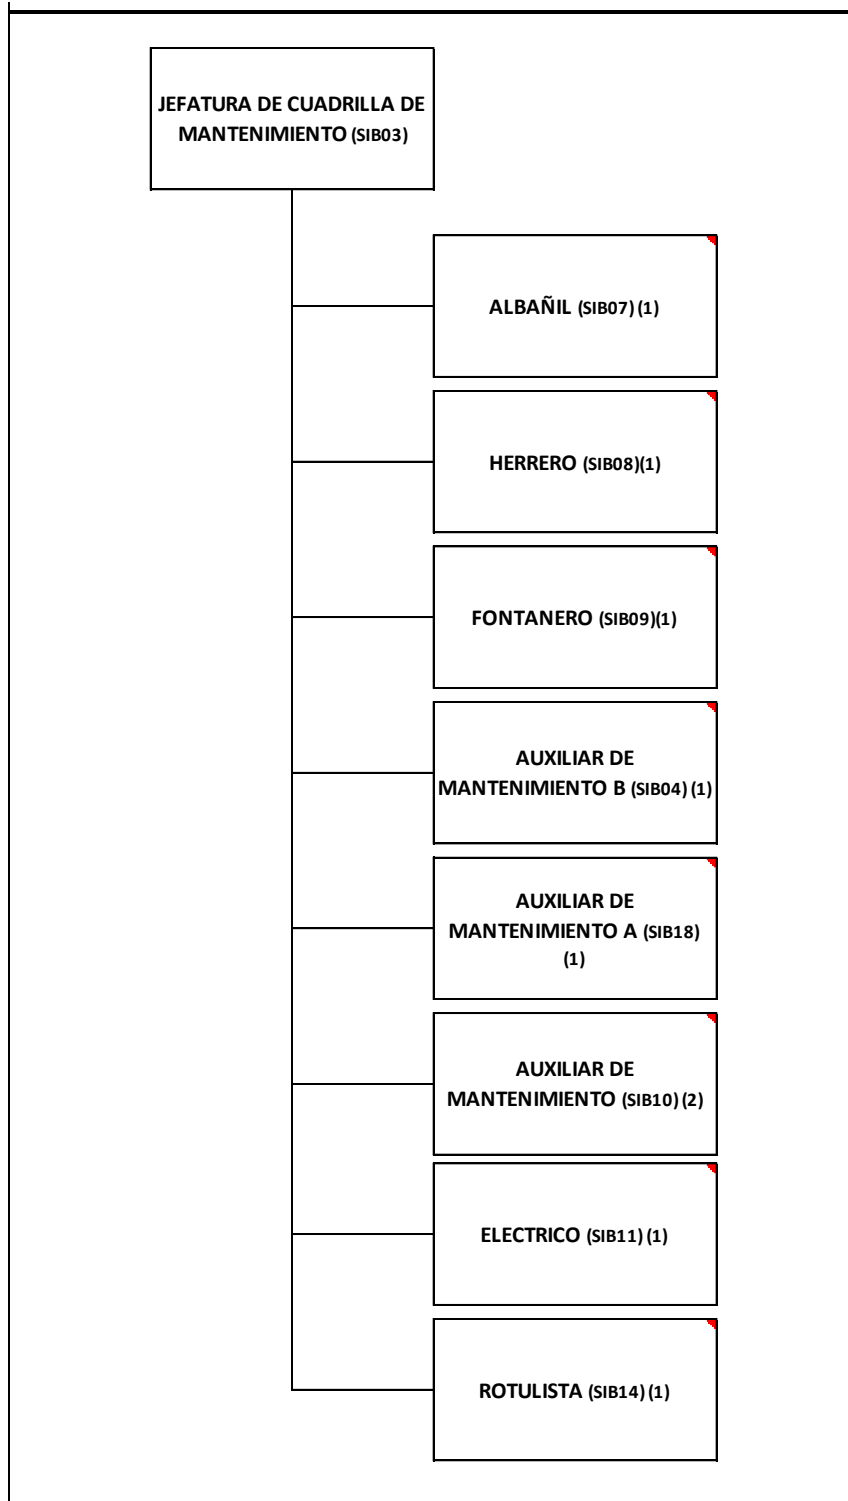 JEFATURA DE CUADRILLA DE
MANTENIMIENTO (SIB03)
ALBAÑIL (SIB07) (1)
HERRERO (SIB08)(1)
FONTANERO (SIB09)(1)
AUXILIAR DE
MANTENIMIENTO B (SIB04) (1)
AUXILIAR DE
MANTENIMIENTO A (SIB18)
(1)
AUXILIAR DE
MANTENIMIENTO (SIB10) (2)
ELECTRICO (SIB11) (1)
ROTULISTA (SIB14) (1)